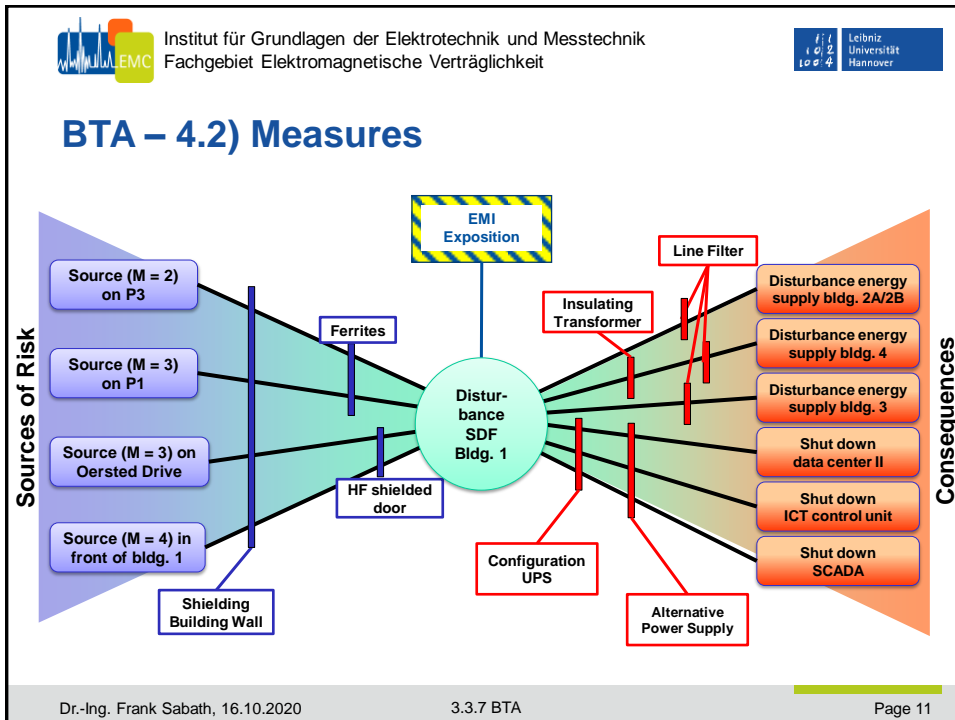 EMC
Institut für Grundlagen der Elektrotechnik und Messtechnik
Fachgebiet Elektromagnetische Verträglichkeit
Leibniz
Universität
Hannover
BTA – 4.2) Measures
EMI
Exposition
Sources of Risk
Source (M = 2)
on P3
Source (M = 3)
on P1
Source (M = 3) on
Oersted Drive
Source (M = 4) in
front of bldg. 1
Ferrites
HF shielded
door
Shielding
Building Wall
Distur-
bance
SDF
Bldg. 1
Insulating
Transformer
Line Filter
Configuration
UPS
Alternative
Power Supply
Disturbance energy
supply bldg. 2A/2B
Disturbance energy
supply bldg. 4
Disturbance energy
supply bldg. 3
Shut down
data center II
Shut down
ICT control unit
Shut down
SCADA
Consequences
Dr.-Ing. Frank Sabath, 16.10.2020
3.3.7 BTA
Page 11